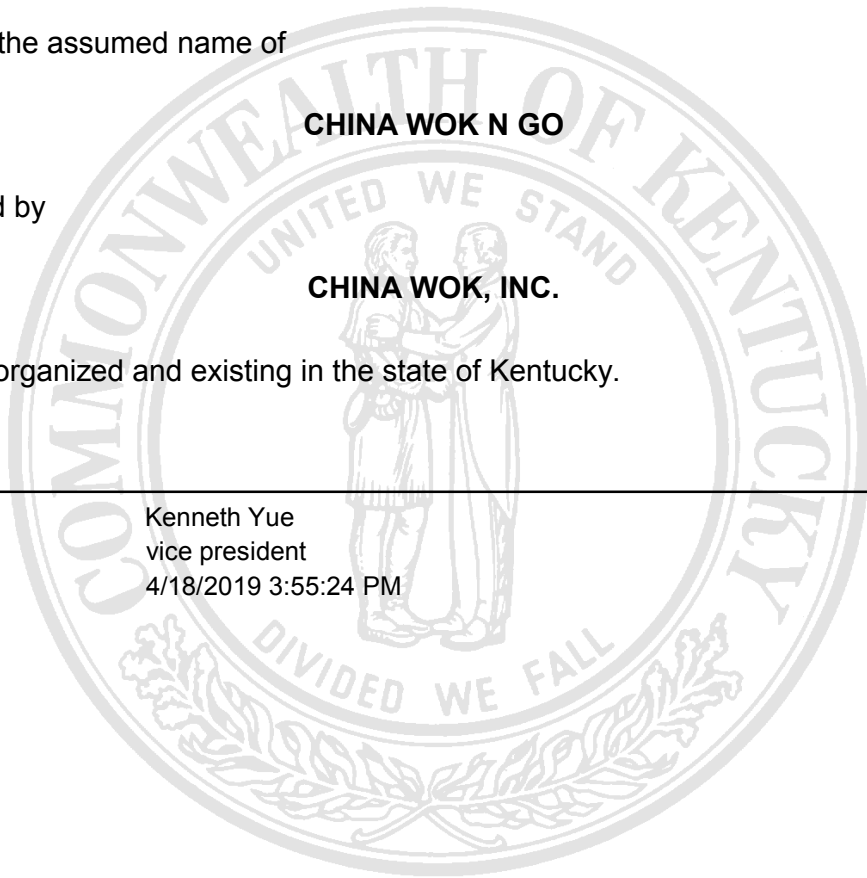 the assumed name of
CHINA WOK N GO
d by
CHINA WOK, INC.
organized and existing in the state of Kentucky.
Kenneth Yue
vice president
4/18/2019 3:55:24 PM
COMMONWEALTH OF KENTUCKY
UNITED WE STAND
DIVIDED WE FALL